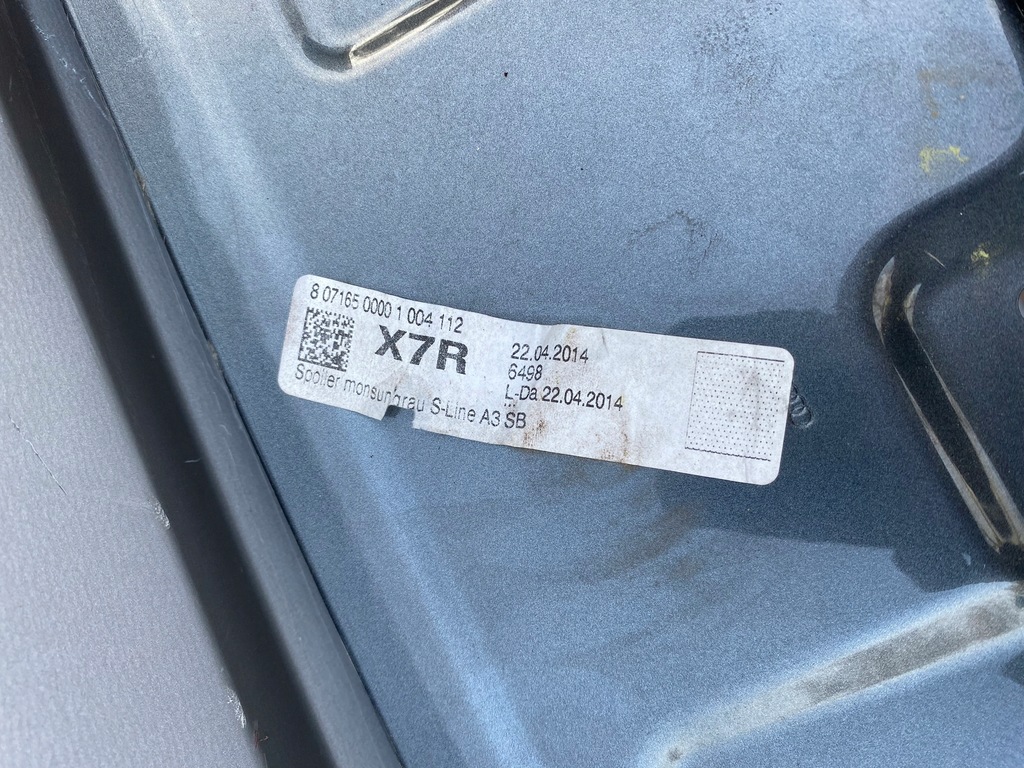 8 07165 0000 1 004 112
X7R
22.04.2014
6498
L-Da 22.04.2014
Spoiler monsungrau S-Line A3 SB